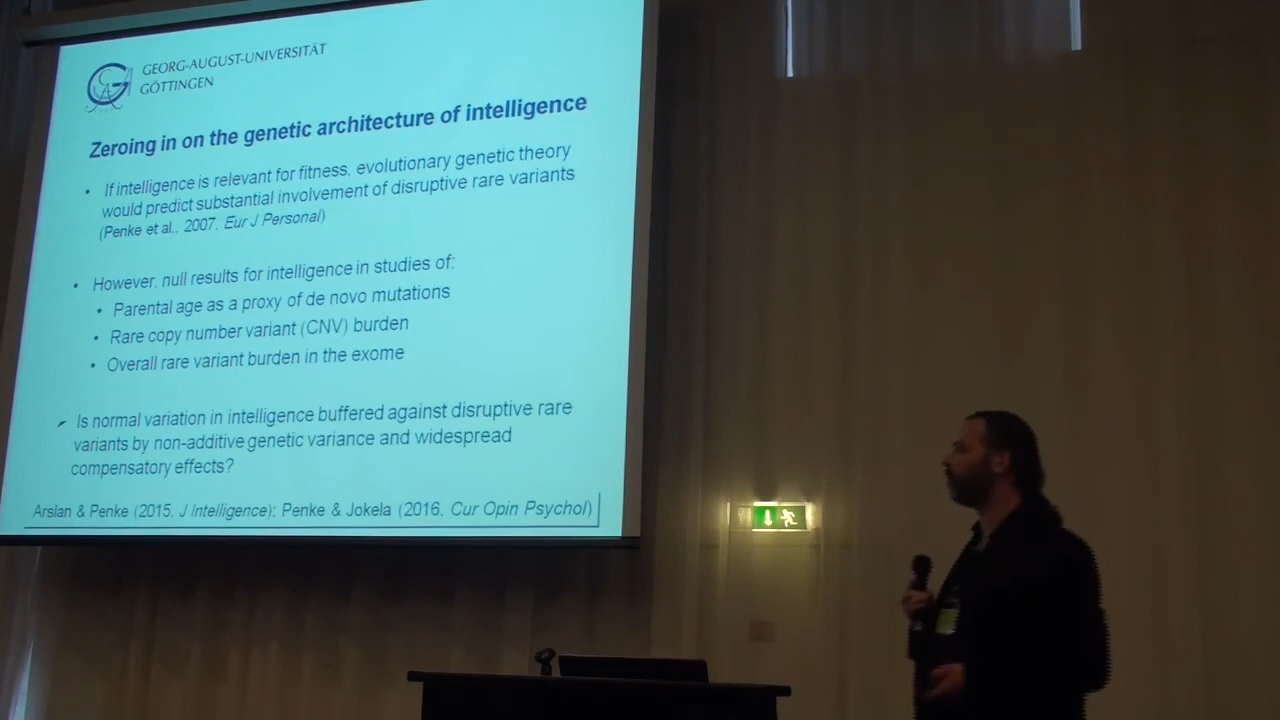 GEORG-AUGUST-UNIVERSITÄT
GÖTTINGEN
Zeroing in on the genetic architecture of intelligence
• If intelligence is relevant for fitness, evolutionary genetic theory
would predict substantial involvement of disruptive rare variants
(Penke et al., 2007, Eur J Personal)
• However, null results for intelligence in studies of:
• Parental age as a proxy of de novo mutations
• Rare copy number variant (CNV) burden
• Overall rare variant burden in the exome
Is normal variation in intelligence buffered against disruptive rare
variants by non-additive genetic variance and widespread
compensatory effects?
Arslan & Penke (2015, J Intelligence); Penke & Jokela (2016, Cur Opin Psychol)